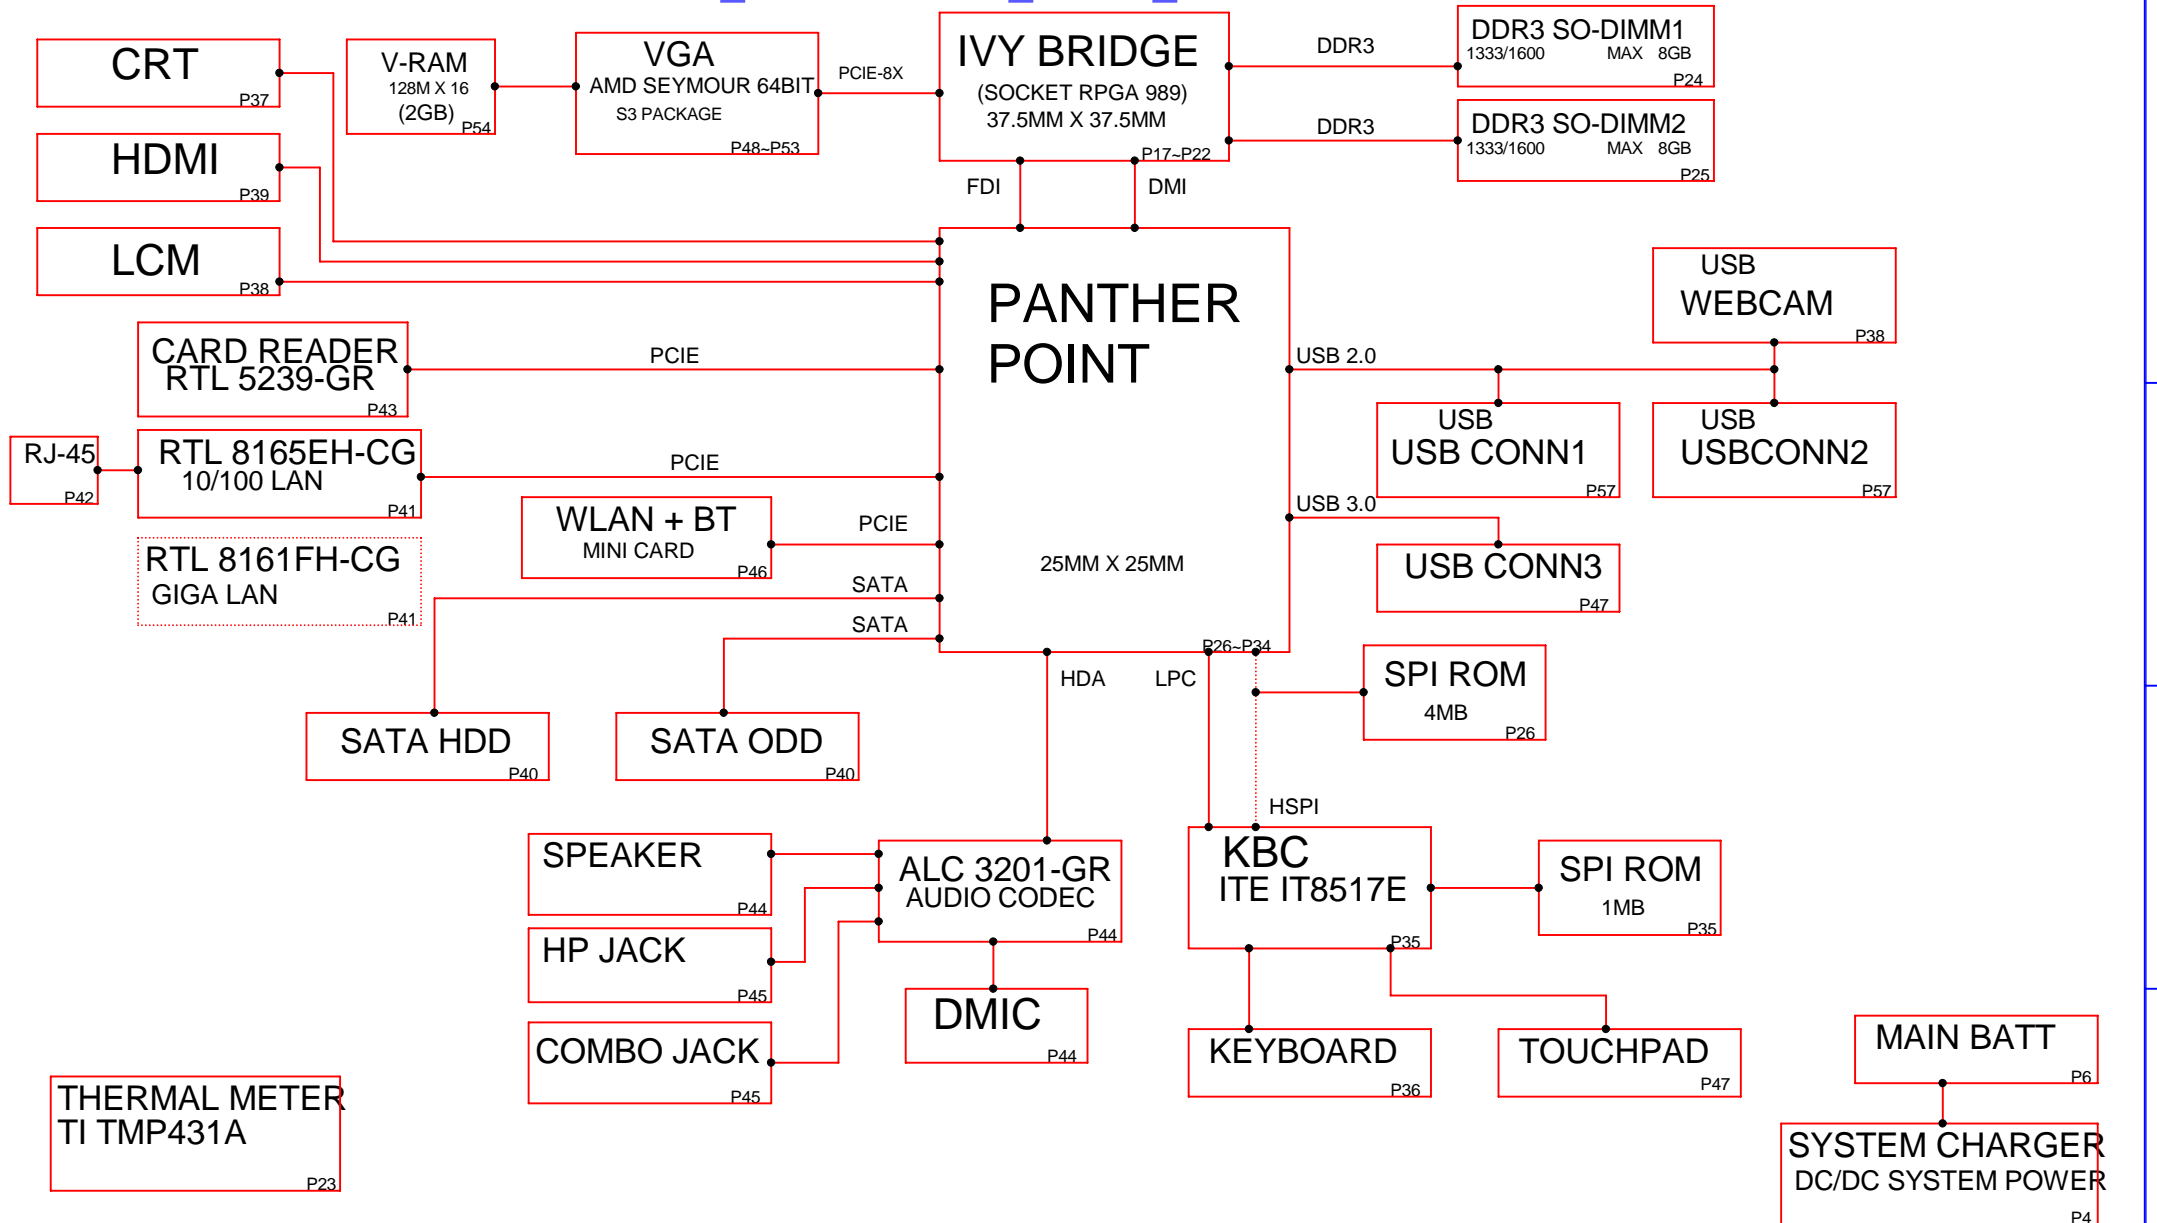 CRT
P37
V-RAM
128M X 16
(2GB)
P54
VGA
AMD SEYMOUR 64BIT
S3 PACKAGE
P48~P53
PCIE-8X
IVY BRIDGE
(SOCKET RPGA 989)
37.5MM X 37.5MM
P17~P22
DDR3
DDR3 SO-DIMM1
1333/1600 MAX 8GB
P24
DDR3
DDR3 SO-DIMM2
1333/1600 MAX 8GB
P25
HDMI
P39
FDI
DMI
LCM
P38
PANTHER
POINT
25MM X 25MM
P26~P34
USB
WEBCAM
P38
CARD READER
RTL 5239-GR
P43
PCIE
USB 2.0
USB
USB CONN1
P57
USB
USBCONN2
P57
RJ-45
P42
RTL 8165EH-CG
10/100 LAN
P41
PCIE
WLAN + BT
MINI CARD
P46
PCIE
USB 3.0
USB CONN3
P47
RTL 8161FH-CG
GIGA LAN
P41
SATA
SATA
HDA
LPC
SPI ROM
4MB
P26
SATA HDD
P40
SATA ODD
P40
HSPI
SPEAKER
P44
ALC 3201-GR
AUDIO CODEC
P44
KBC
ITE IT8517E
P35
SPI ROM
1MB
P35
HP JACK
P45
DMIC
P44
COMBO JACK
P45
KEYBOARD
P36
TOUCHPAD
P47
MAIN BATT
P6
THERMAL METER
TI TMP431A
P23
SYSTEM CHARGER
DC/DC SYSTEM POWER
P4